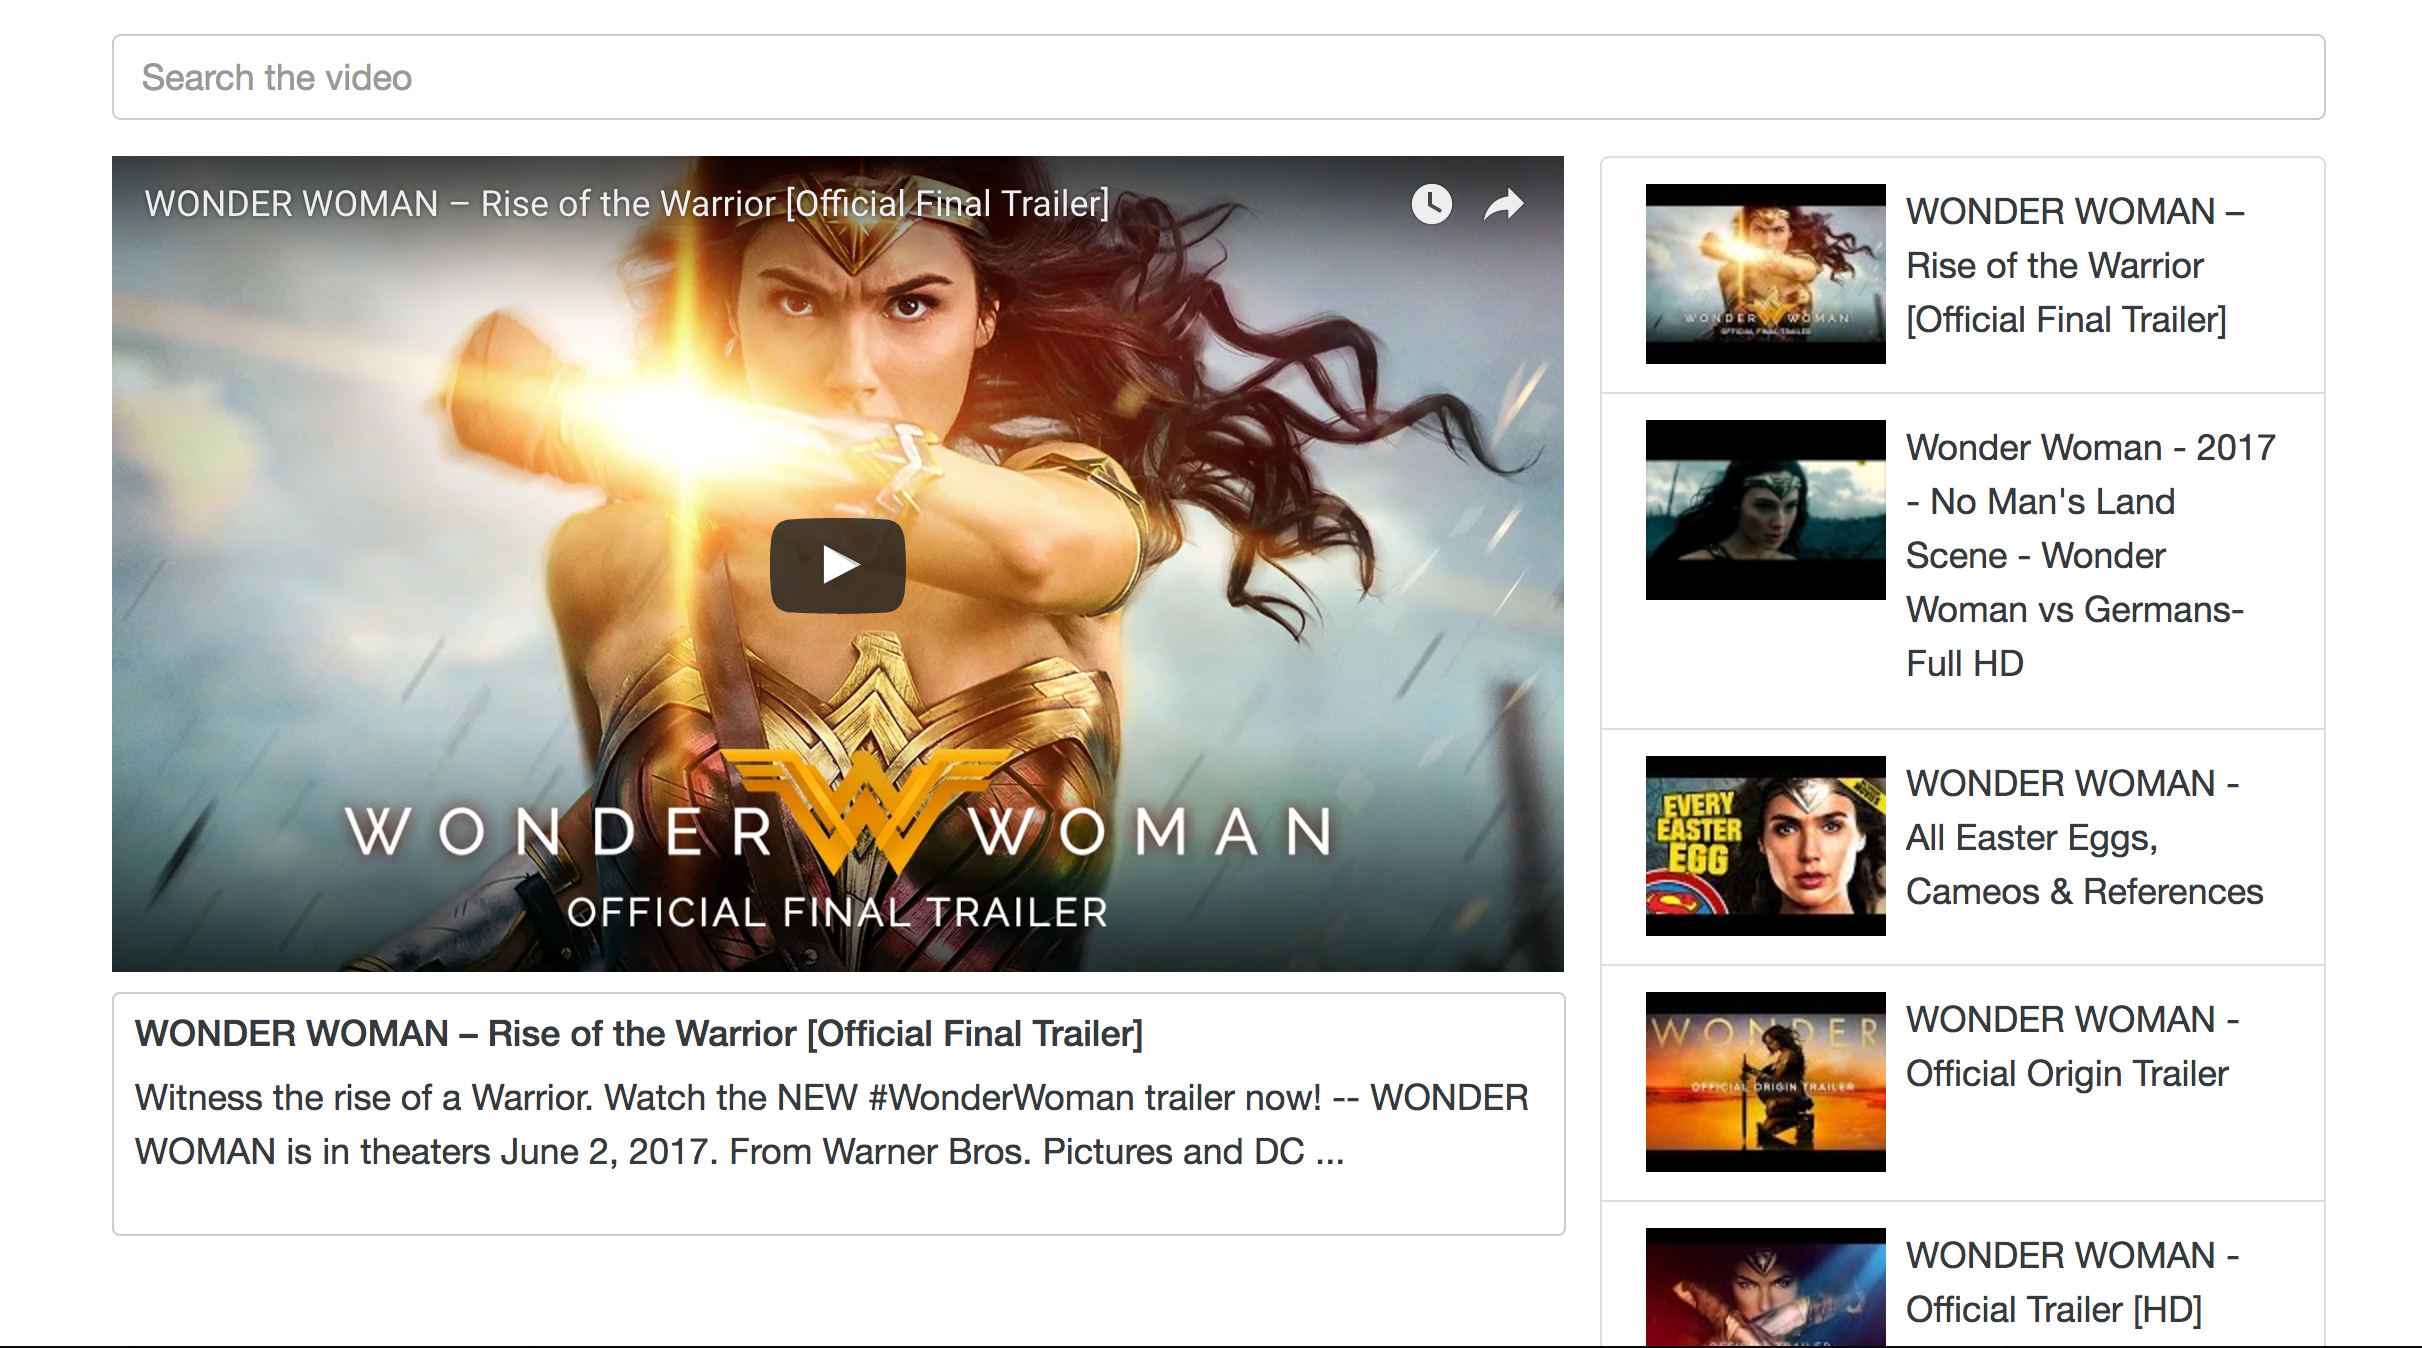 Search the video
WONDER WOMAN – Rise of the Warrior [Official Final Trailer]
WONDER WOMAN
OFFICIAL FINAL TRAILER
WONDER WOMAN – Rise of the Warrior [Official Final Trailer]
Witness the rise of a Warrior. Watch the NEW #WonderWoman trailer now! -- WONDER
WOMAN is in theaters June 2, 2017. From Warner Bros. Pictures and DC ...
WONDER WOMAN
OFFICIAL FINAL TRAILER
WONDER WOMAN –
Rise of the Warrior
[Official Final Trailer]
Wonder Woman - 2017
- No Man's Land
Scene - Wonder
Woman vs Germans-
Full HD
EVERY
EASTER
EGG
WONDER WOMAN -
All Easter Eggs,
Cameos & References
WONDER
OFFICIAL ORIGIN TRAILER
WONDER WOMAN -
Official Origin Trailer
WONDER WOMAN -
Official Trailer [HD]